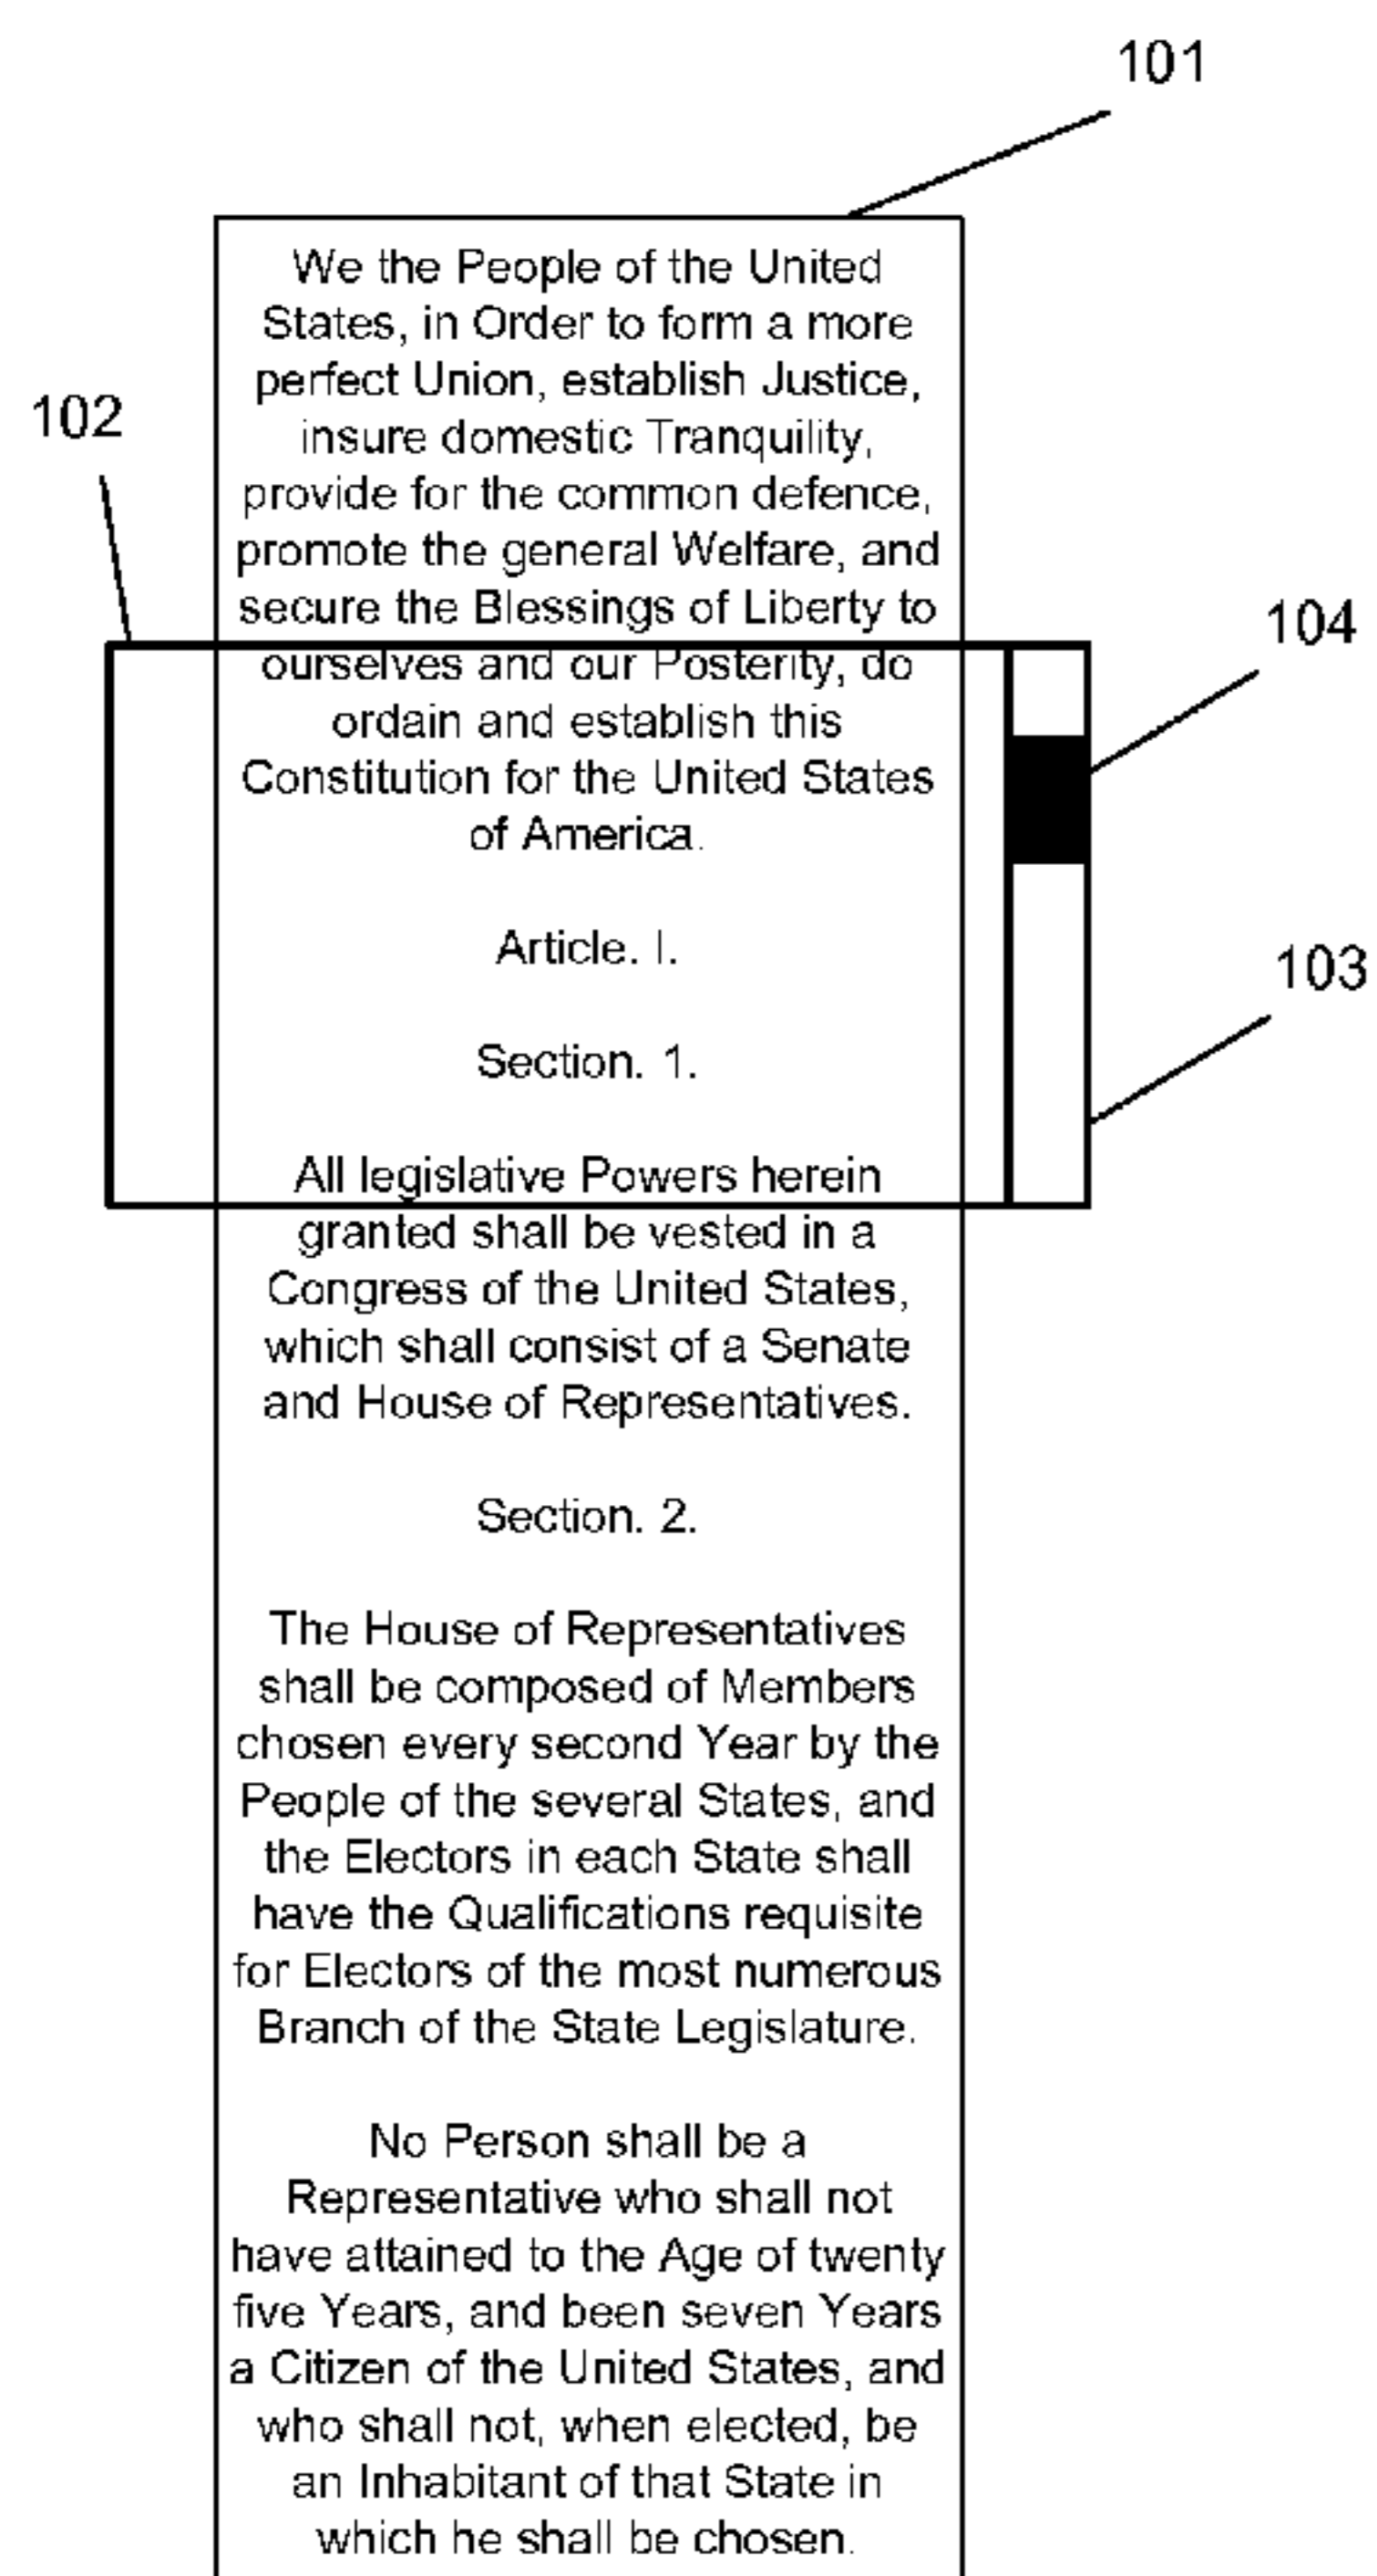 101
We the People of the United
States, in Order to form a more
perfect Union, establish Justice,
102
insure domestic Tranquility,
provide for the common defence,
promote the general Welfare, and
secure the Blessings of Liberty to
104
ourselves and our Posterity, do
ordain and establish this
Constitution for the United States
of America.
Article. I.
103
Section. 1.
All legislative Powers herein
granted shall be vested in a
Congress of the United States,
which shall consist of a Senate
and House of Representatives.
Section. 2.
The House of Representatives
shall be composed of Members
chosen every second Year by the
People of the several States, and
the Electors in each State shall
have the Qualifications requisite
for Electors of the most numerous
Branch of the State Legislature.
No Person shall be a
Representative who shall not
have attained to the Age of twenty
five Years, and been seven Years
a Citizen of the United States, and
who shall not, when elected, be
an Inhabitant of that State in
which he shall be chosen.